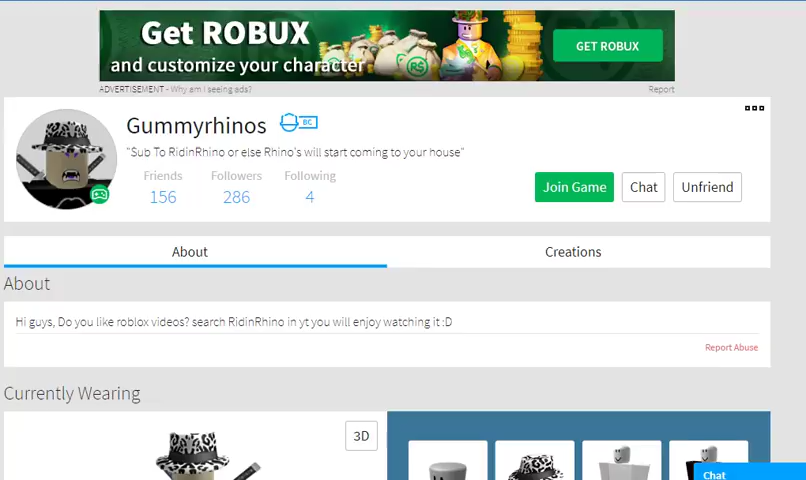 Get ROBUX
and customize your character
GET ROBUX
ADVERTISEMENT - Why am I seeing ads?
Report
Gummyrhinos
BC
"Sub To RidinRhino or else Rhino's will start coming to your house"
Friends Followers Following
156 286 4
Join Game Chat Unfriend
About Creations
About
Hi guys, Do you like roblox videos? search RidinRhino in yt you will enjoy watching it :D
Report Abuse
Currently Wearing
3D
Chat